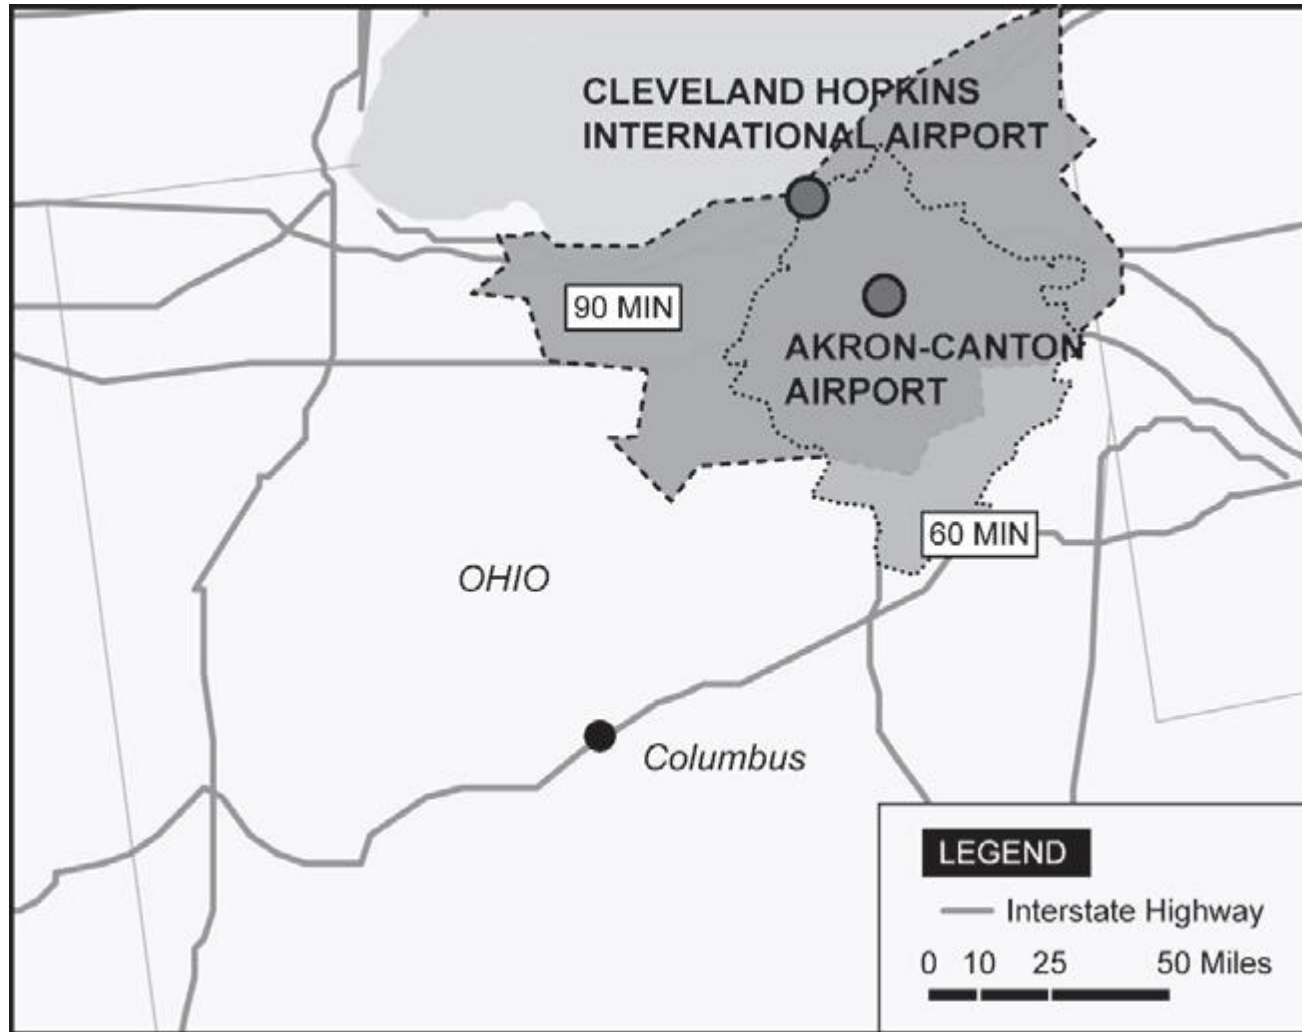 CLEVELAND HOPKINS
INTERNATIONAL AIRPORT
90 MIN
AKRON-CANTON
AIRPORT
60 MIN
OHIO
Columbus
LEGEND
Interstate Highway
0 10 25 50 Miles